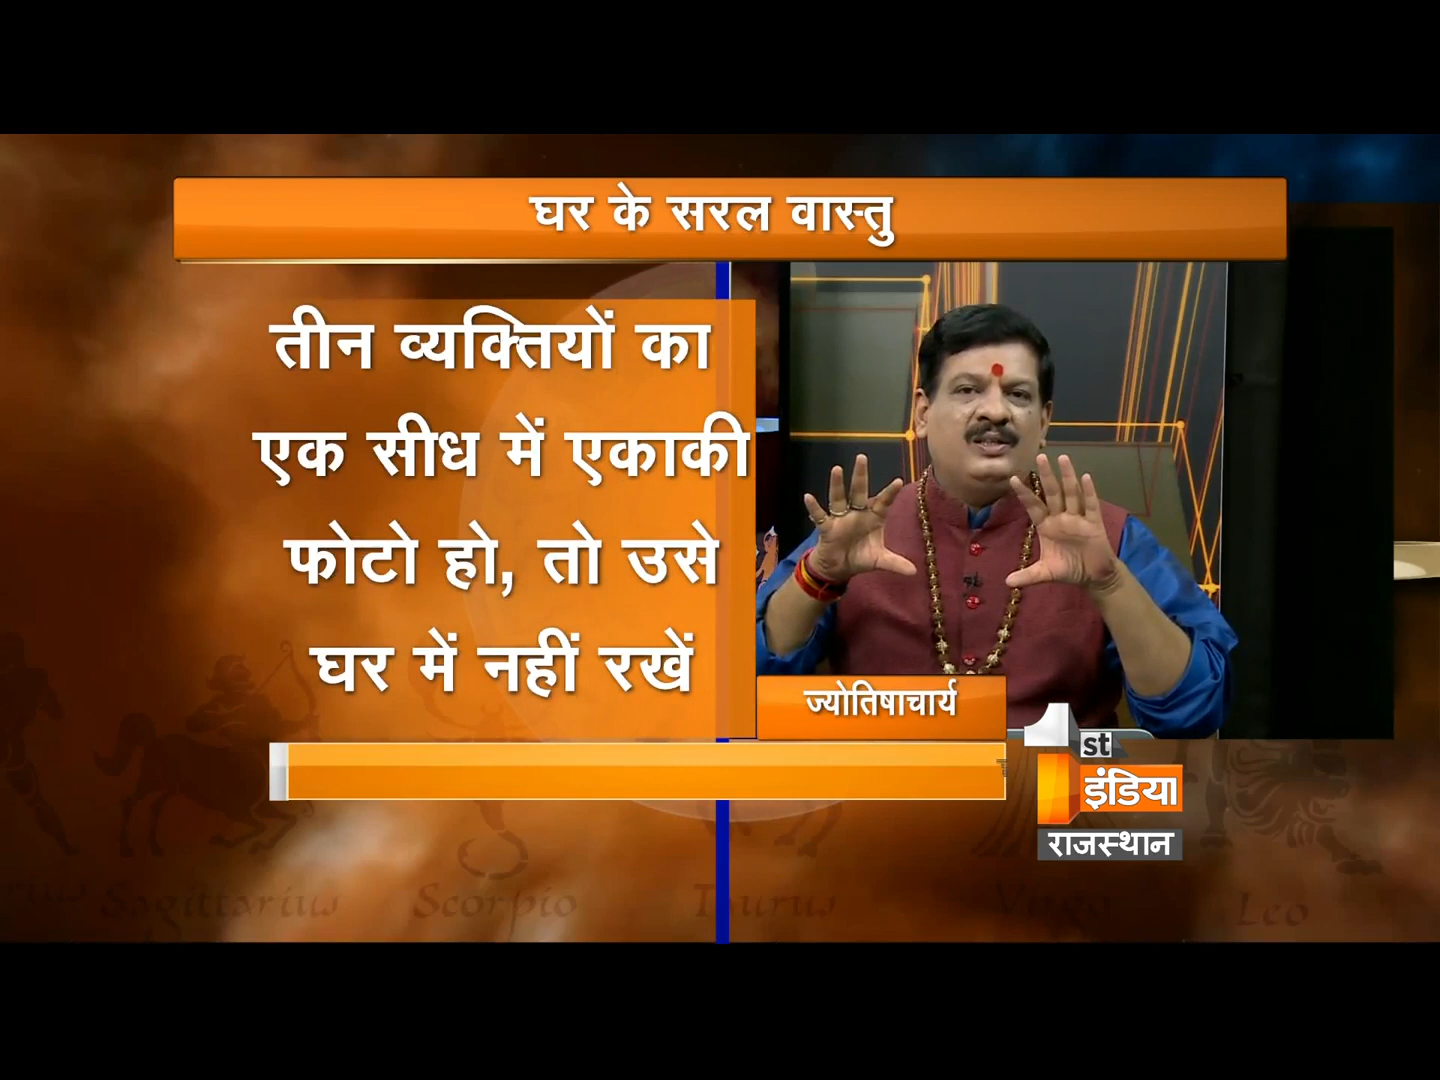 घर के सरल वास्तु
तीन व्यक्तियों का
एक सीध में एकाकी
फोटो हो, तो उसे
घर में नहीं रखें
ज्योतिषाचार्य
1st
इंडिया
राजस्थान
Sagittarius
Scorpio
Taurus
Virgo
Leo